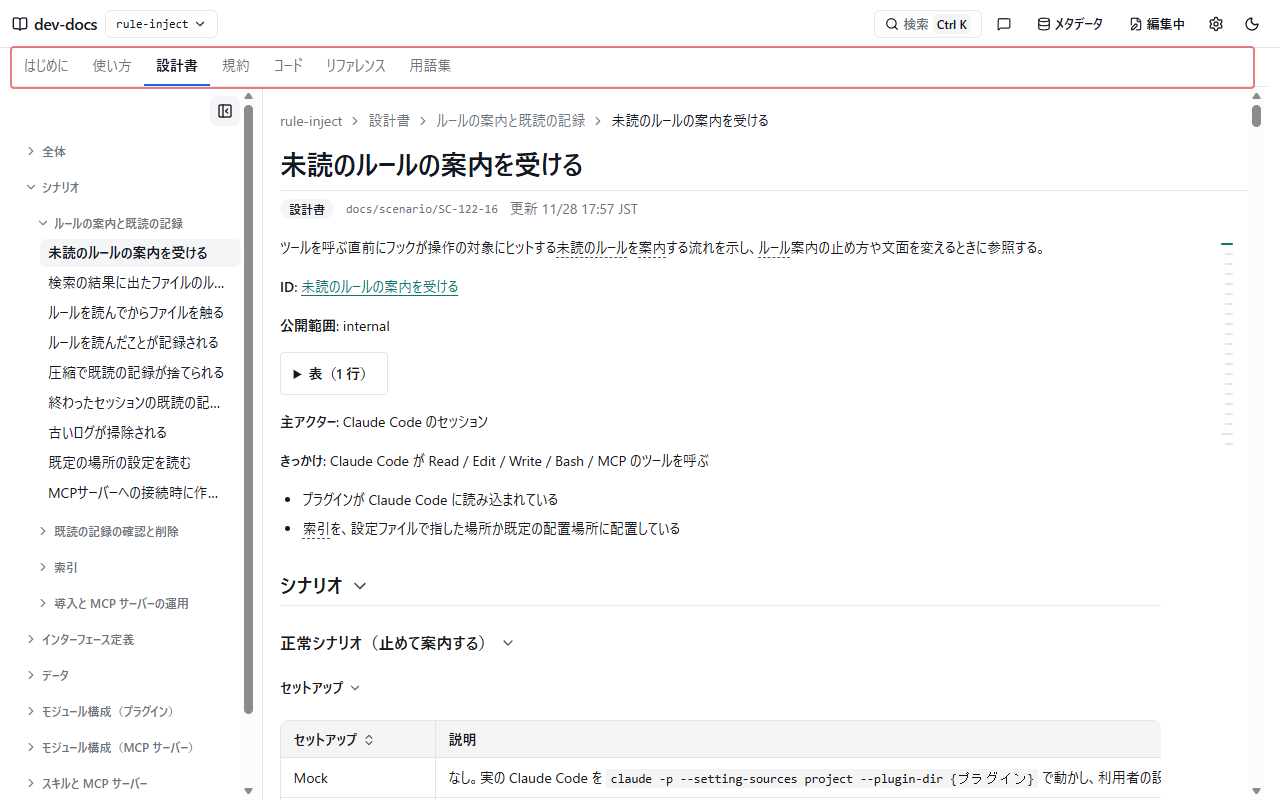 dev-docs rule-inject 検索 Ctrl K メタデータ 編集中
はじめに 使い方 設計書 規約 コード リファレンス 用語集
全体
シナリオ
ルールの案内と既読の記録
未読のルールの案内を受ける
検索の結果に出たファイルのル...
ルールを読んでからファイルを触る
ルールを読んだことが記録される
圧縮で既読の記録が捨てられる
終わったセッションの既読の記...
古いログが掃除される
既定の場所の設定を読む
MCPサーバーへの接続時に作...
既読の記録の確認と削除
索引
導入と MCP サーバーの運用
インターフェース定義
データ
モジュール構成（プラグイン）
モジュール構成（MCP サーバー）
スキルと MCP サーバー
rule-inject > 設計書 > ルールの案内と既読の記録 > 未読のルールの案内を受ける
未読のルールの案内を受ける
設計書 docs/scenario/SC-122-16 更新 11/28 17:57 JST
ツールを呼ぶ直前にフックが操作の対象にヒットする未読のルールを案内する流れを示し、ルール案内の止め方や文面を変えるときに参照する。
ID: 未読のルールの案内を受ける
公開範囲: internal
▶ 表（1 行）
主アクター: Claude Code のセッション
きっかけ: Claude Code が Read / Edit / Write / Bash / MCP のツールを呼ぶ
• プラグインが Claude Code に読み込まれている
• 索引を、設定ファイルで指した場所か既定の配置場所に配置している
シナリオ
正常シナリオ（止めて案内する）
セットアップ
セットアップ 説明
Mock なし。実の Claude Code を claude -p --setting-sources project --plugin-dir {プラグイン} で動かし、利用者の設